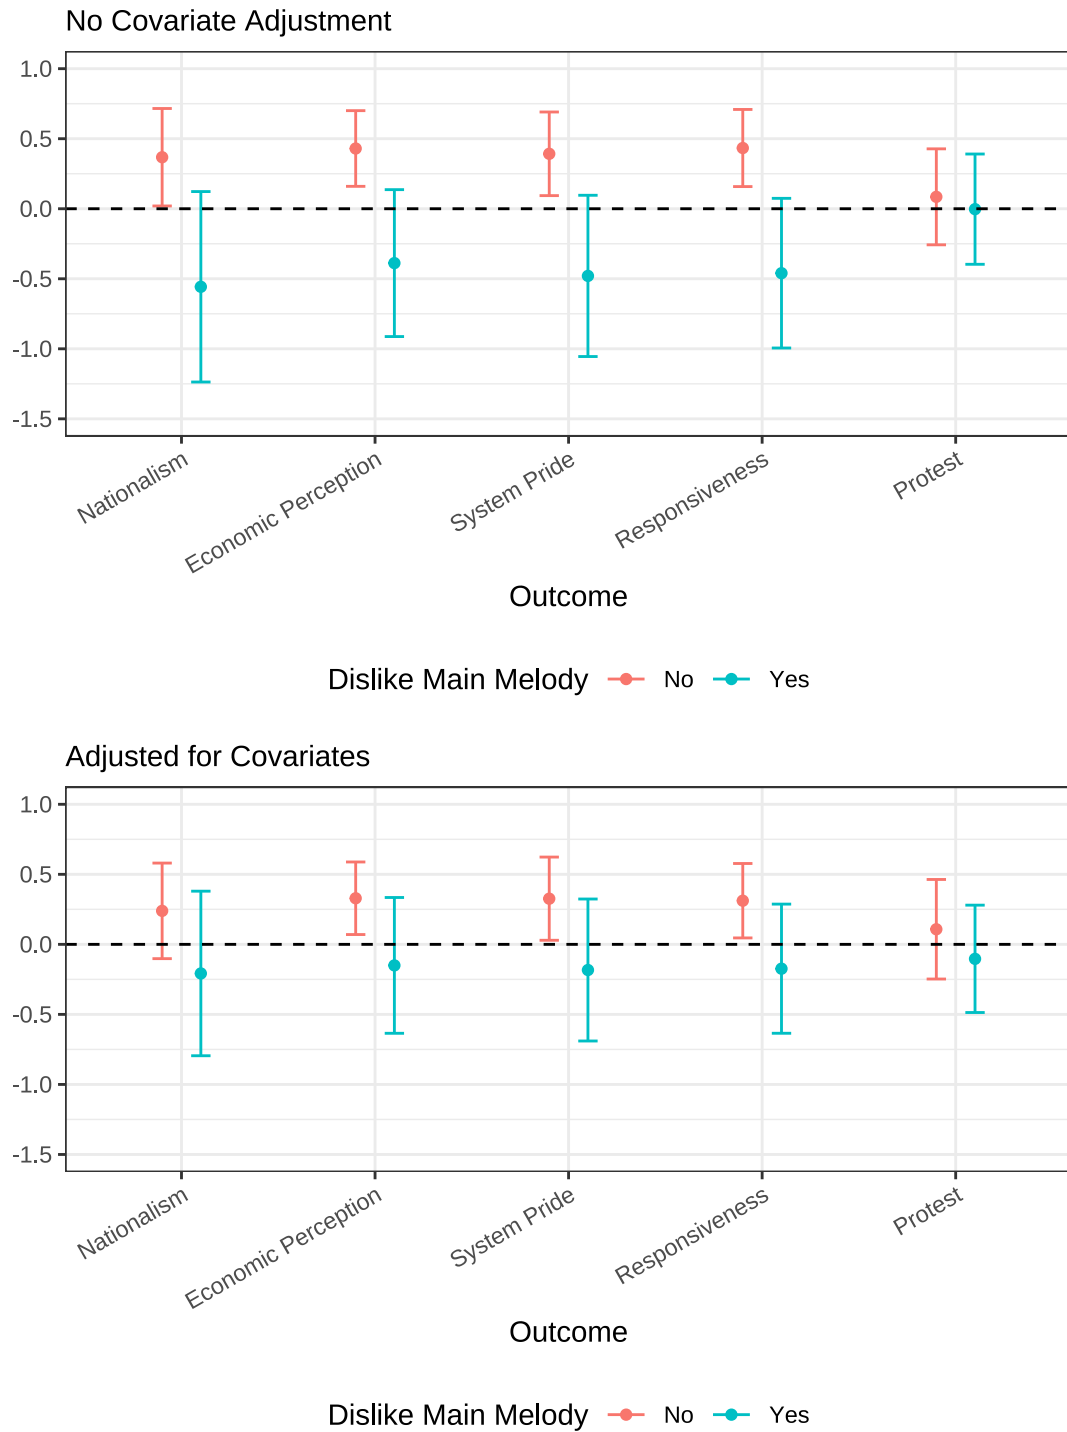 No Covariate Adjustment
1.0
0.5
0.0
-0.5
-1.0
-1.5
Nationalism
Economic Perception
System Pride
Responsiveness
Protest
Outcome
Dislike Main Melody No Yes
Adjusted for Covariates
1.0
0.5
0.0
-0.5
-1.0
-1.5
Nationalism
Economic Perception
System Pride
Responsiveness
Protest
Outcome
Dislike Main Melody No Yes